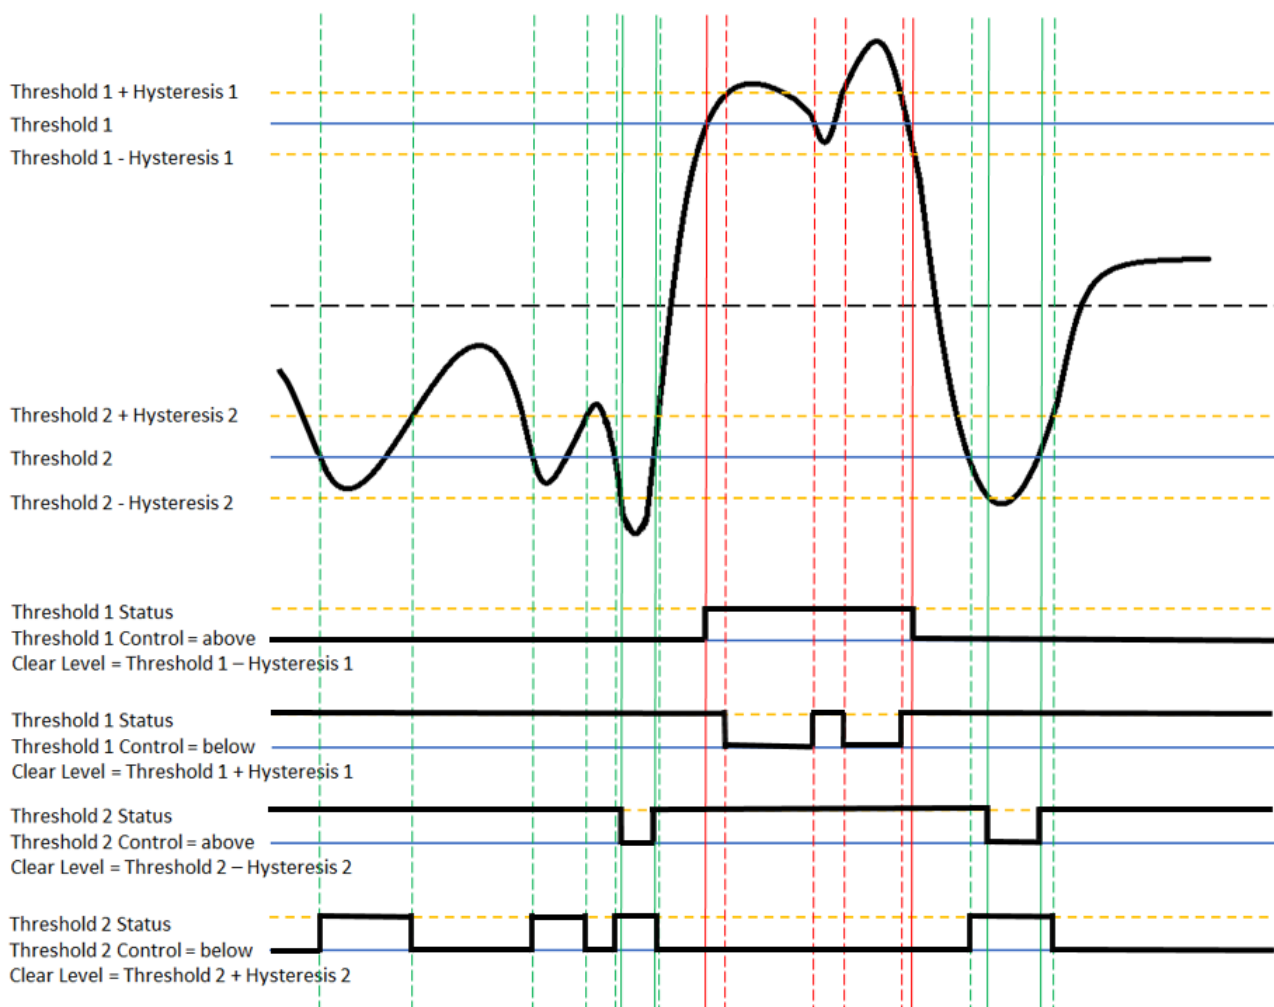 Threshold 1 + Hysteresis 1
Threshold 1
Threshold 1 - Hysteresis 1
Threshold 2 + Hysteresis 2
Threshold 2
Threshold 2 - Hysteresis 2
Threshold 1 Status
Threshold 1 Control = above
Clear Level = Threshold 1 – Hysteresis 1
Threshold 1 Status
Threshold 1 Control = below
Clear Level = Threshold 1 + Hysteresis 1
Threshold 2 Status
Threshold 2 Control = above
Clear Level = Threshold 2 – Hysteresis 2
Threshold 2 Status
Threshold 2 Control = below
Clear Level = Threshold 2 + Hysteresis 2